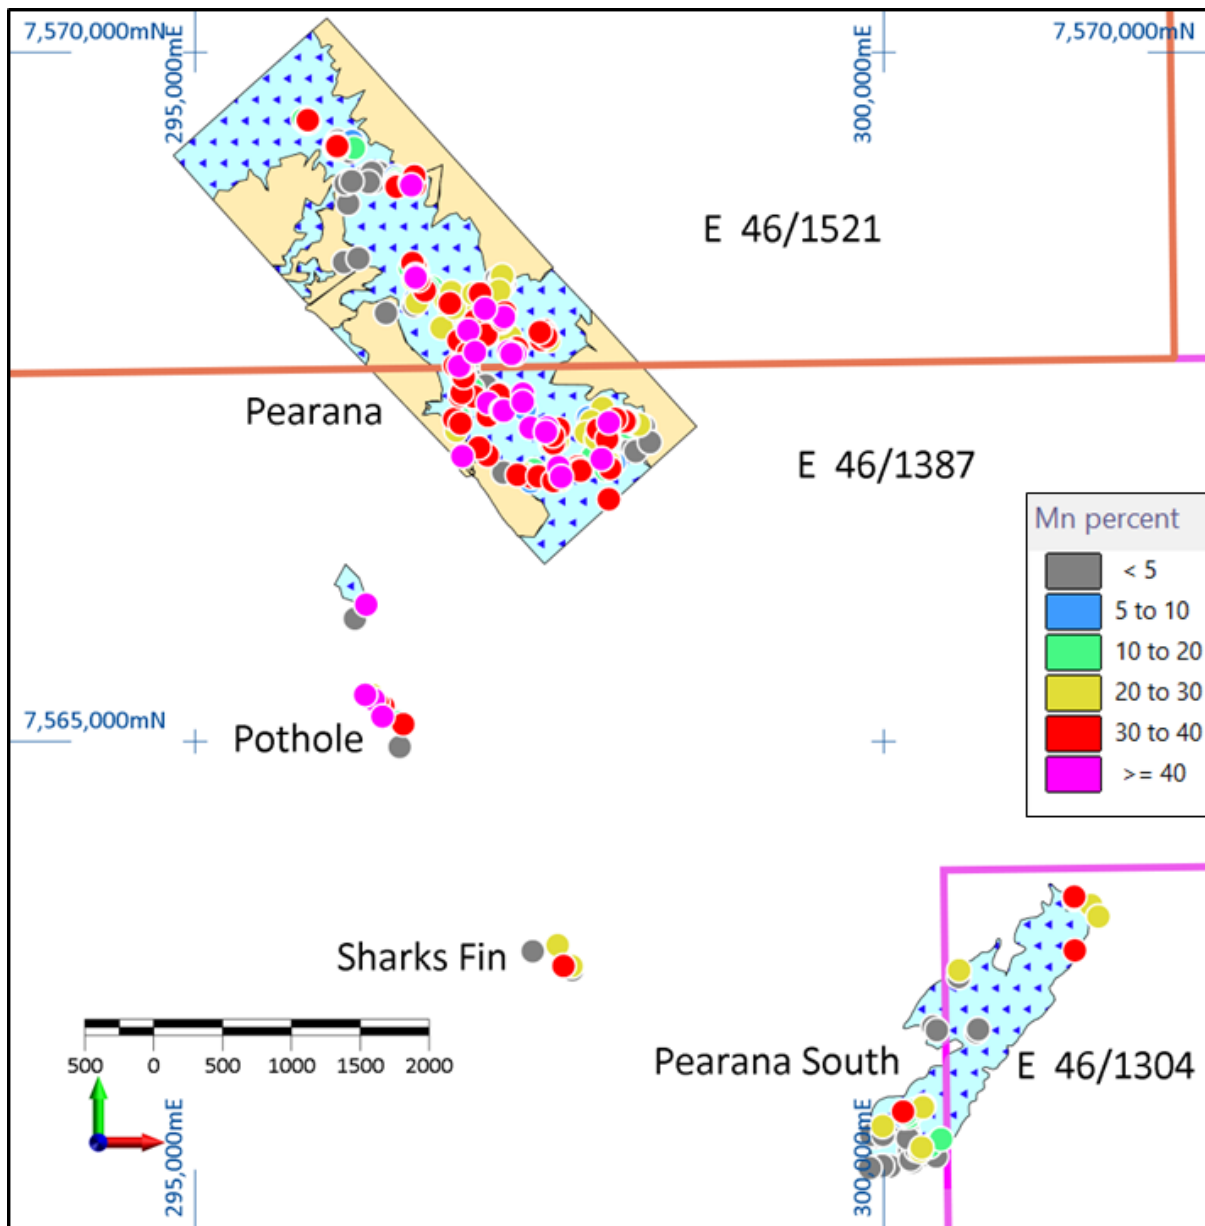 7,570,000mN
295,000mE
300,000mE
7,570,000mN
E 46/1521
Pearana
E 46/1387
Mn percent
< 5
5 to 10
10 to 20
20 to 30
30 to 40
>= 40
7,565,000mN
Pothole
Sharks Fin
500 0 500 1000 1500 2000
Pearana South
E 46/1304
295,000mE
300,000mE